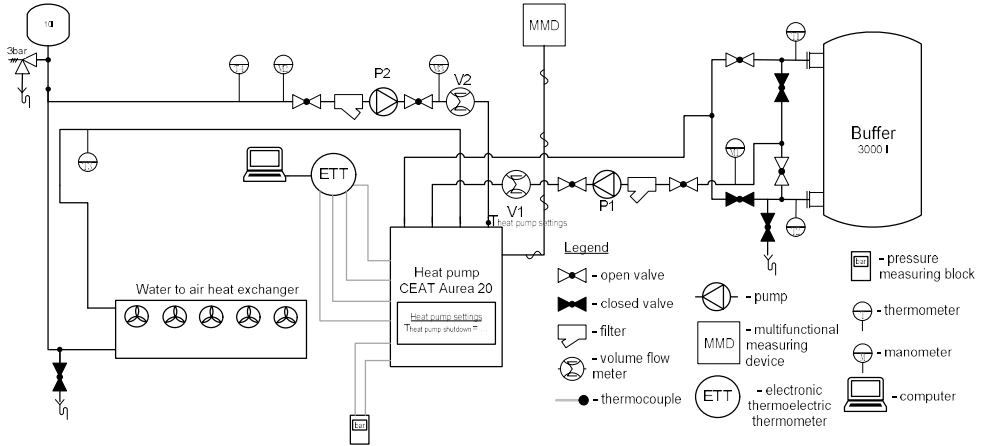 MMD
3bar
P2
V2
Buffer
3000 l
ETT
V1
P1
Theat pump settings
Heat pump
CEAT Aurea 20
Heat pump settings
Theat pump shutdown = ...
Water to air heat exchanger
bar
Legend
- open valve
- closed valve
- filter
- volume flow
meter
- thermocouple
- pump
MMD
- multifunctional
measuring
device
ETT
- electronic
thermoelectric
thermometer
bar
- pressure
measuring block
- thermometer
- manometer
- computer